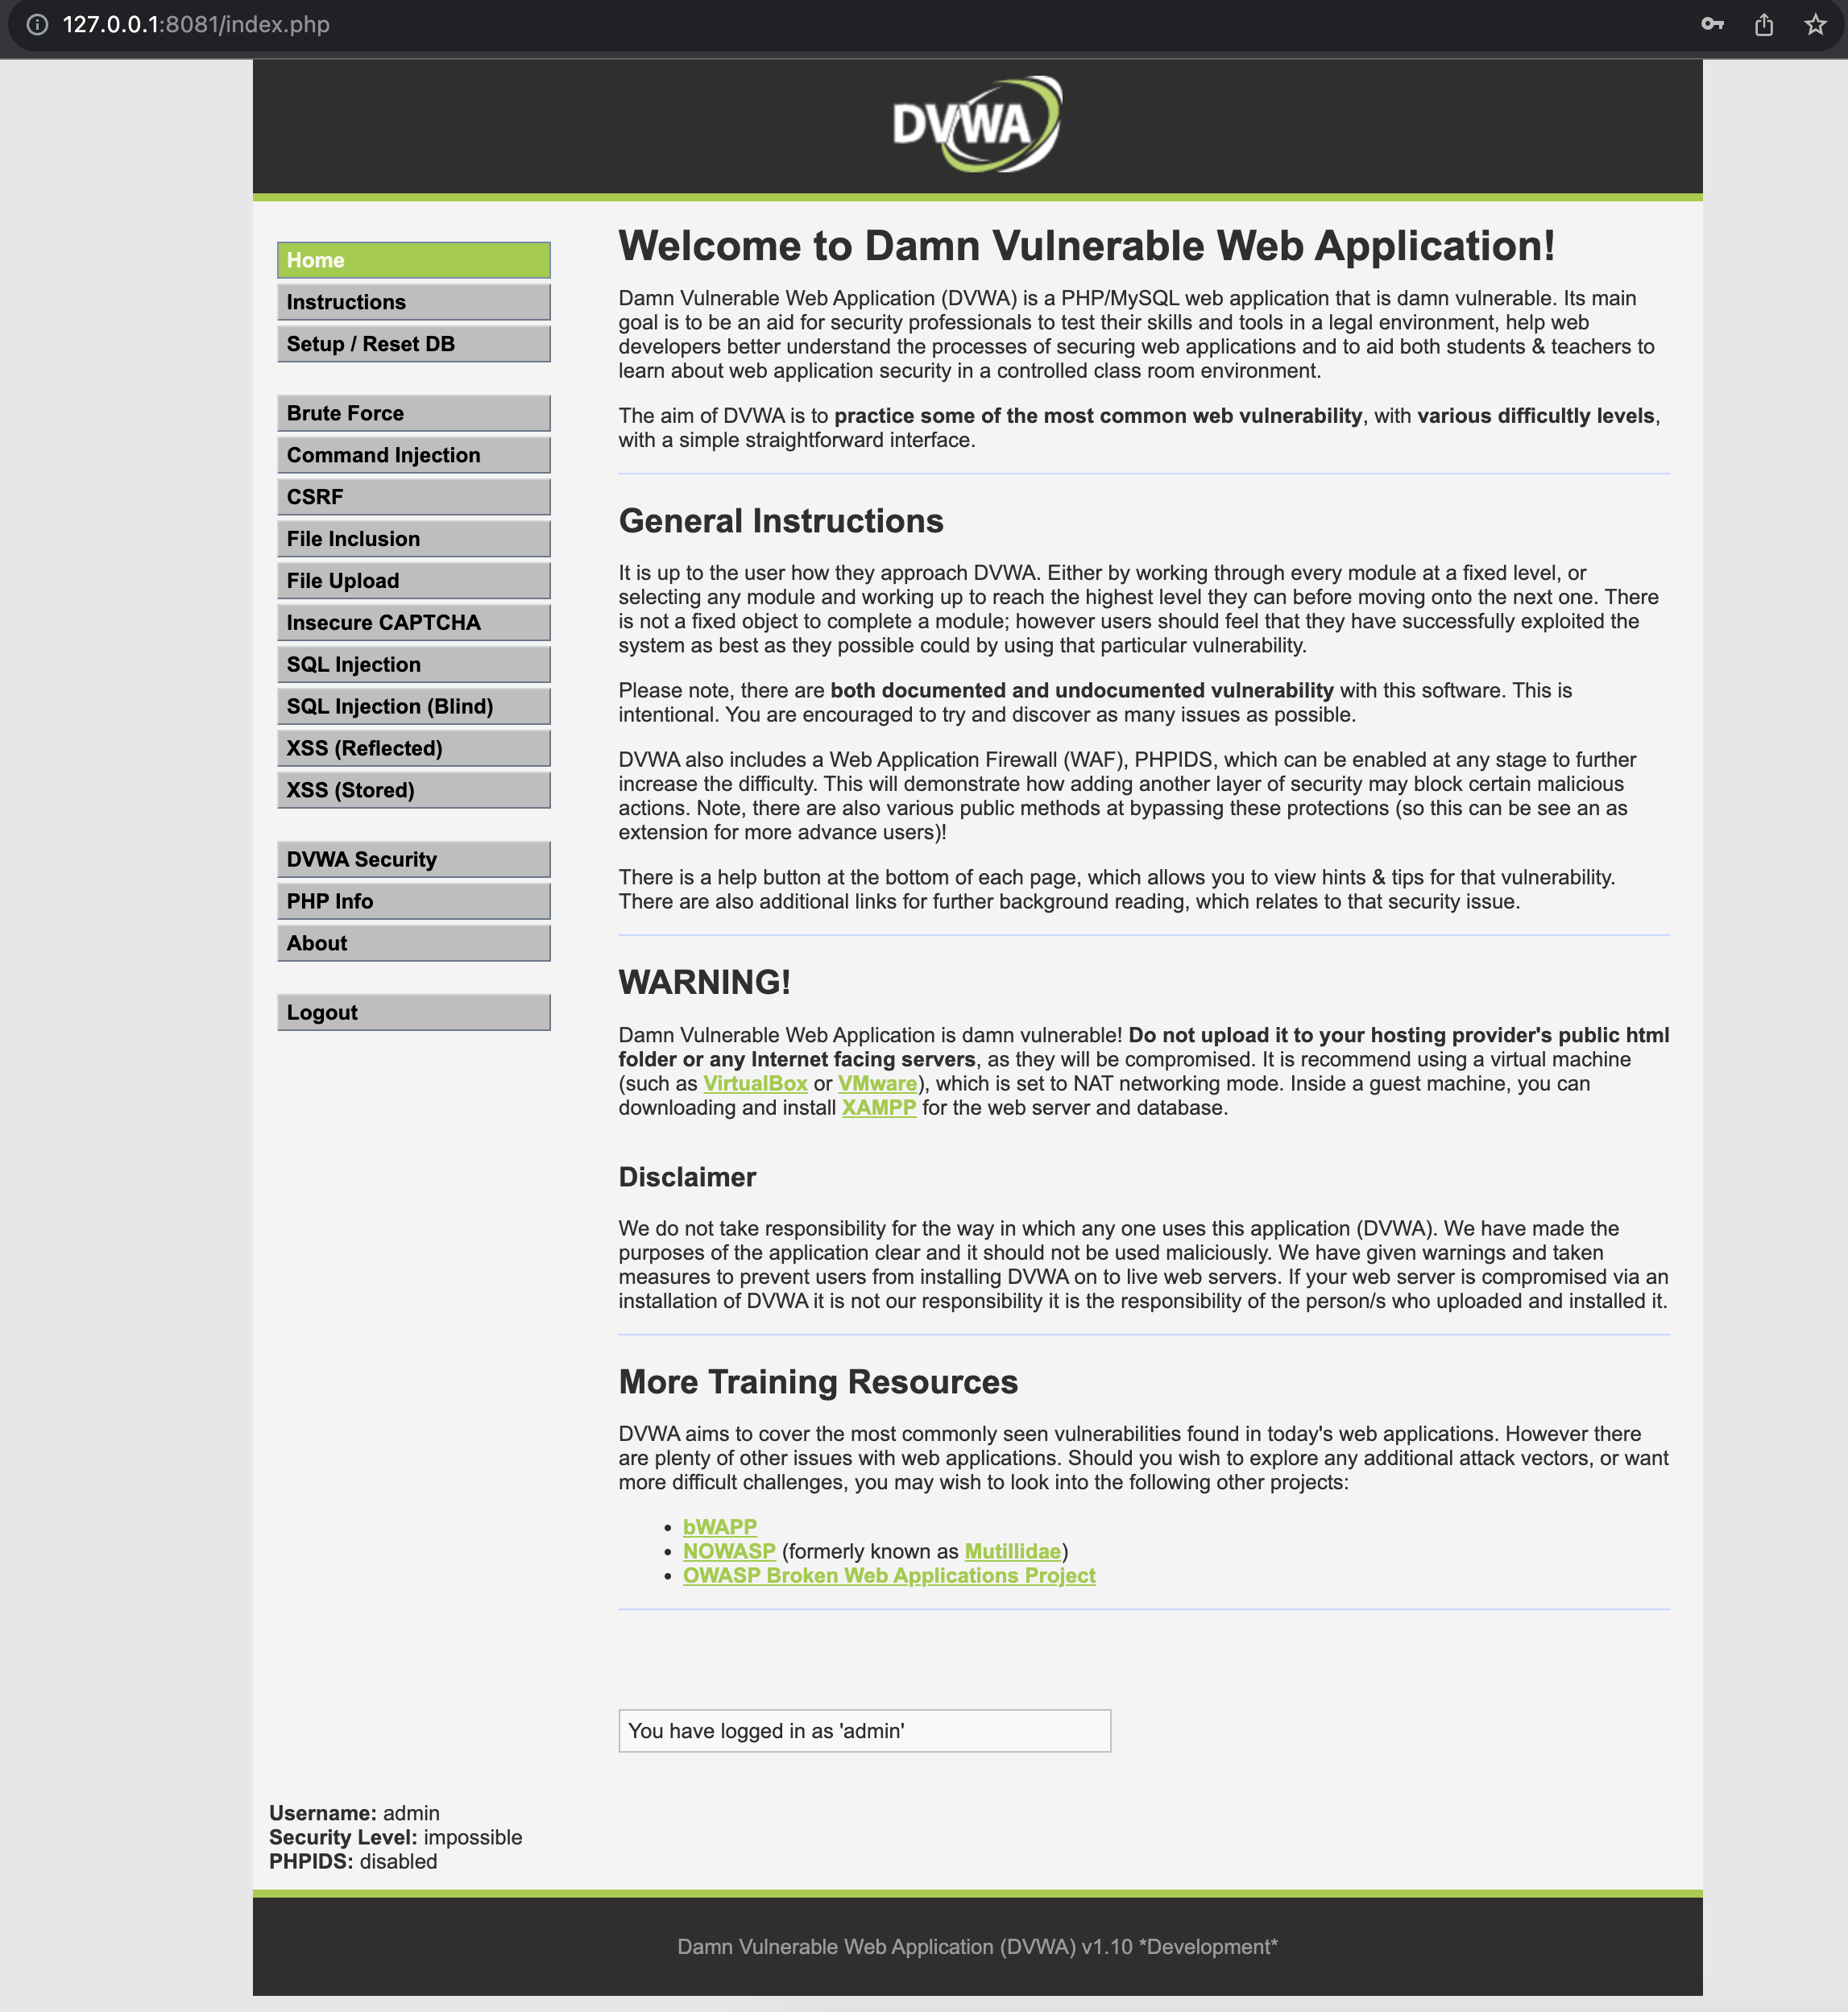 127.0.0.1:8081/index.php
DVWA
Home
Instructions
Setup / Reset DB
Brute Force
Command Injection
CSRF
File Inclusion
File Upload
Insecure CAPTCHA
SQL Injection
SQL Injection (Blind)
XSS (Reflected)
XSS (Stored)
DVWA Security
PHP Info
About
Logout
Welcome to Damn Vulnerable Web Application!
Damn Vulnerable Web Application (DVWA) is a PHP/MySQL web application that is damn vulnerable. Its main
goal is to be an aid for security professionals to test their skills and tools in a legal environment, help web
developers better understand the processes of securing web applications and to aid both students & teachers to
learn about web application security in a controlled class room environment.
The aim of DVWA is to practice some of the most common web vulnerability, with various difficultly levels,
with a simple straightforward interface.
General Instructions
It is up to the user how they approach DVWA. Either by working through every module at a fixed level, or
selecting any module and working up to reach the highest level they can before moving onto the next one. There
is not a fixed object to complete a module; however users should feel that they have successfully exploited the
system as best as they possible could by using that particular vulnerability.
Please note, there are both documented and undocumented vulnerability with this software. This is
intentional. You are encouraged to try and discover as many issues as possible.
DVWA also includes a Web Application Firewall (WAF), PHPIDS, which can be enabled at any stage to further
increase the difficulty. This will demonstrate how adding another layer of security may block certain malicious
actions. Note, there are also various public methods at bypassing these protections (so this can be see an as
extension for more advance users)!
There is a help button at the bottom of each page, which allows you to view hints & tips for that vulnerability.
There are also additional links for further background reading, which relates to that security issue.
WARNING!
Damn Vulnerable Web Application is damn vulnerable! Do not upload it to your hosting provider's public html
folder or any Internet facing servers, as they will be compromised. It is recommend using a virtual machine
(such as VirtualBox or VMware), which is set to NAT networking mode. Inside a guest machine, you can
downloading and install XAMPP for the web server and database.
Disclaimer
We do not take responsibility for the way in which any one uses this application (DVWA). We have made the
purposes of the application clear and it should not be used maliciously. We have given warnings and taken
measures to prevent users from installing DVWA on to live web servers. If your web server is compromised via an
installation of DVWA it is not our responsibility it is the responsibility of the person/s who uploaded and installed it.
More Training Resources
DVWA aims to cover the most commonly seen vulnerabilities found in today's web applications. However there
are plenty of other issues with web applications. Should you wish to explore any additional attack vectors, or want
more difficult challenges, you may wish to look into the following other projects:
• bWAPP
• NOWASP (formerly known as Mutillidae)
• OWASP Broken Web Applications Project
You have logged in as 'admin'
Username: admin
Security Level: impossible
PHPIDS: disabled
Damn Vulnerable Web Application (DVWA) v1.10 *Development*